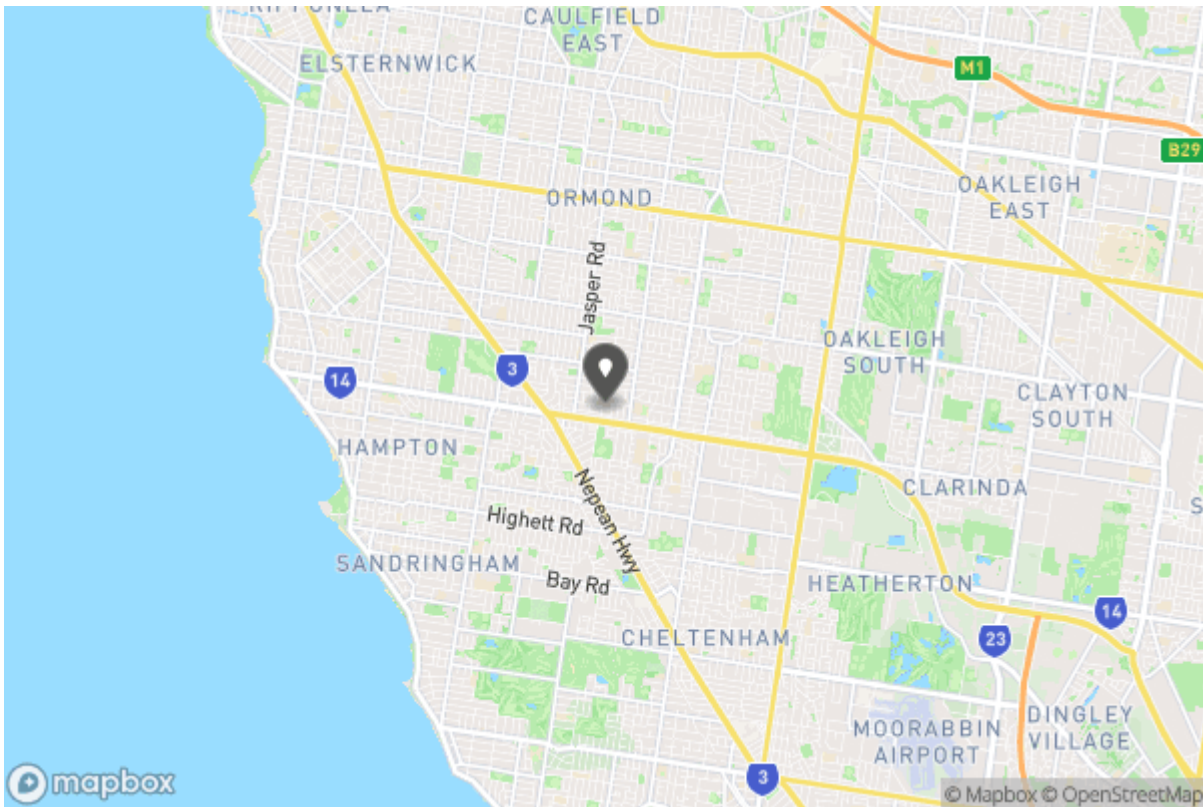 RIPPONLEA
CAULFIELD
EAST
ELSTERNWICK
M1
B29
OAKLEIGH
EAST
ORMOND
Jasper Rd
OAKLEIGH
SOUTH
3
14
CLAYTON
SOUTH
HAMPTON
CLARINDA
Nepean Hwy
S
Highett Rd
SANDRINGHAM
Bay Rd
HEATHERTON
14
CHELTENHAM
23
MOORABBIN
AIRPORT
DINGLEY
VILLAGE
3
mapbox
© Mapbox © OpenStreetMap